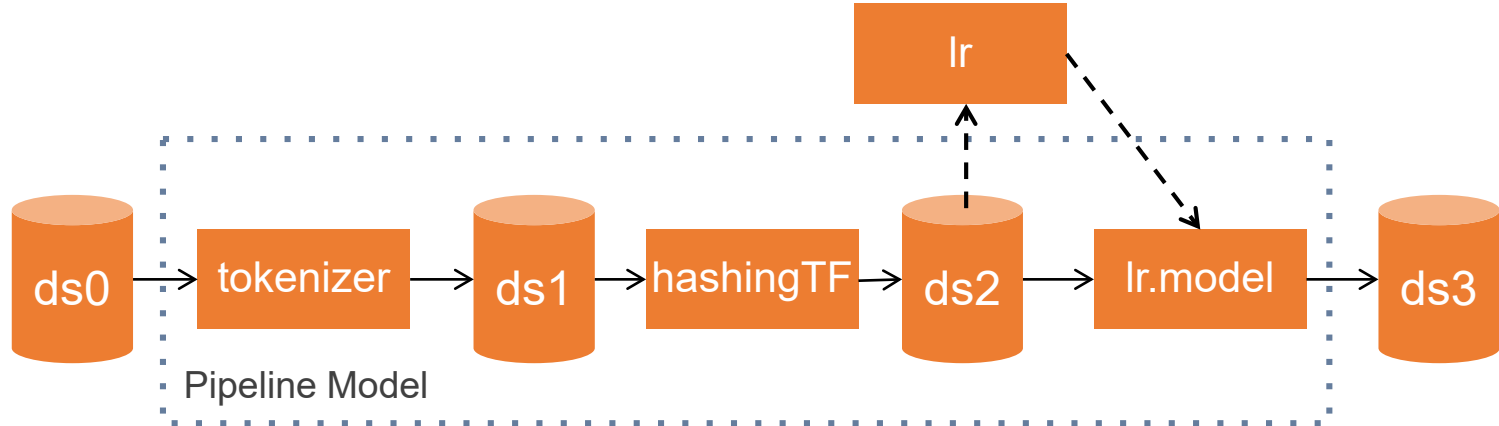 lr
ds0
tokenizer
ds1
hashingTF
ds2
lr.model
ds3
Pipeline Model